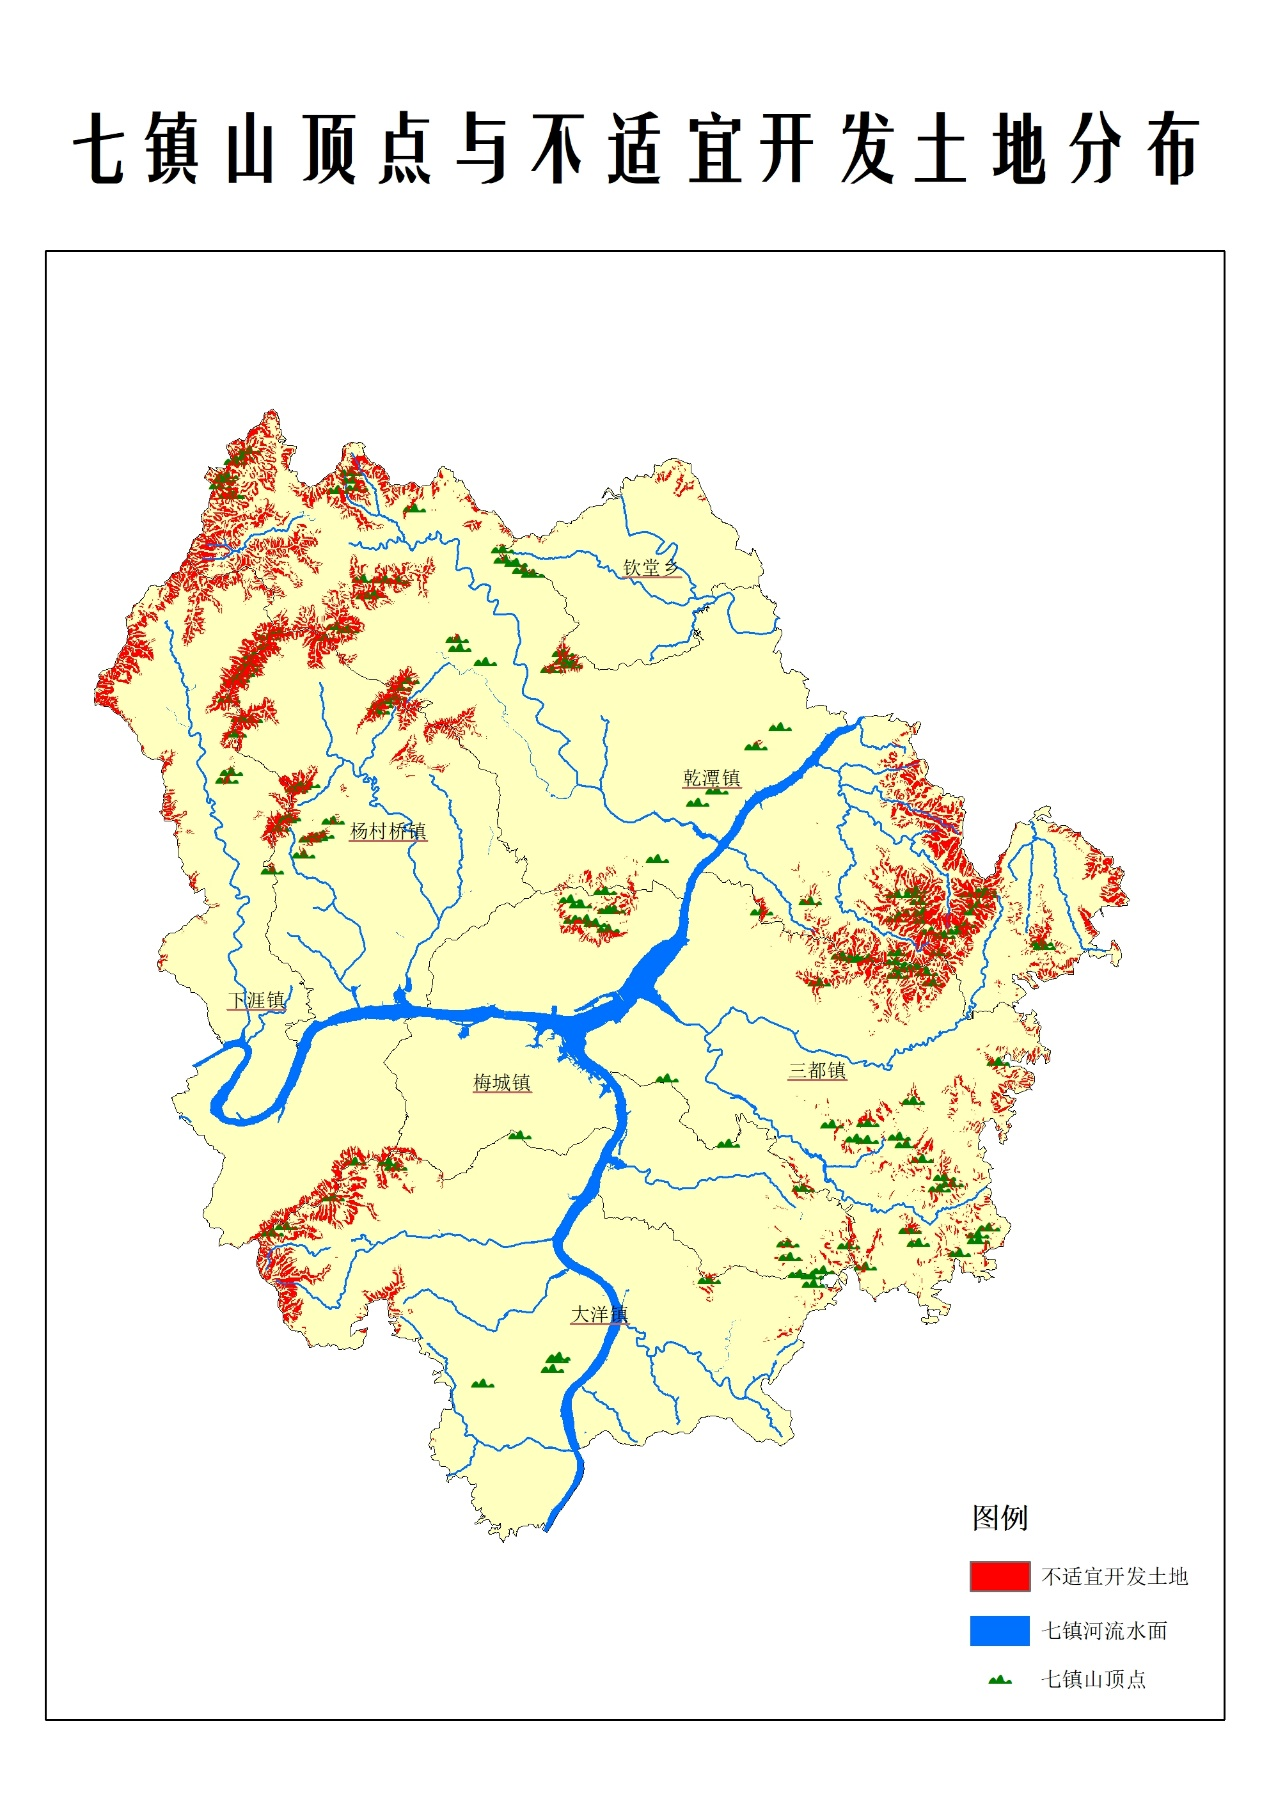 七镇山顶点与不适宜开发土地分布
钦堂乡
乾潭镇
杨村桥镇
下涯镇
三都镇
梅城镇
大洋镇
图例
不适宜开发土地
七镇河流水面
七镇山顶点